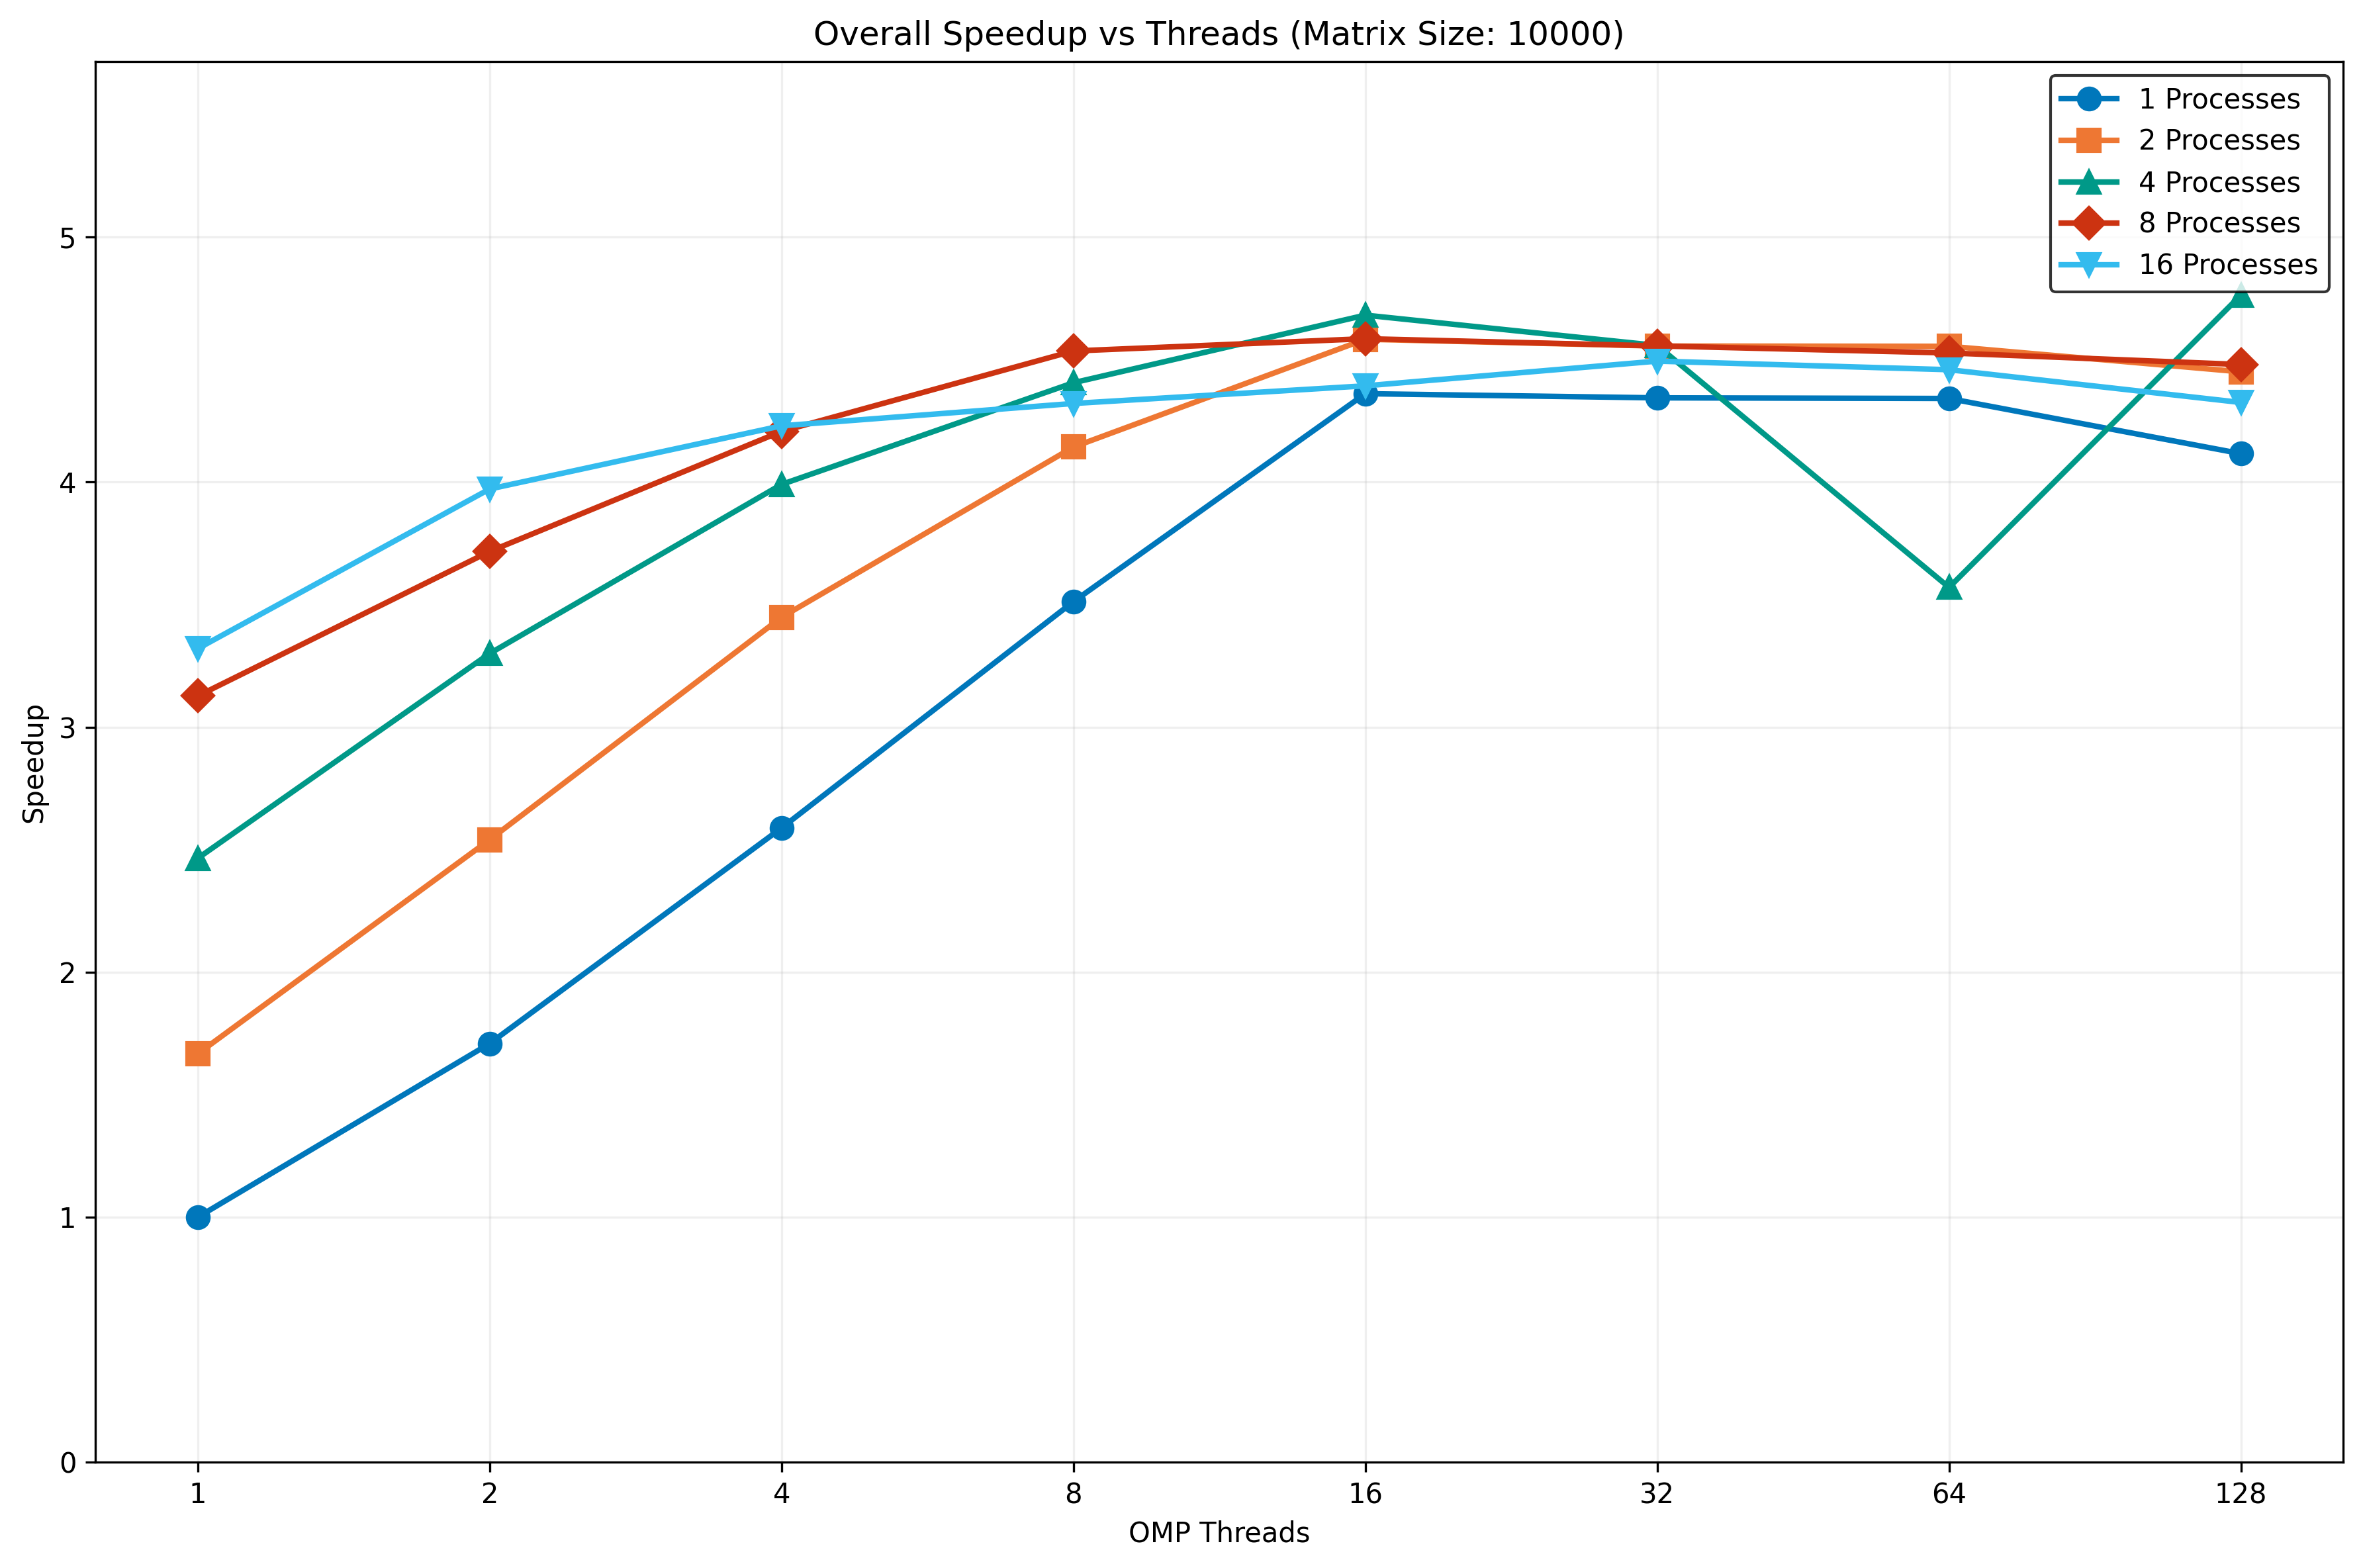 Overall Speedup vs Threads (Matrix Size: 10000)
1 Processes
2 Processes
4 Processes
8 Processes
16 Processes
Speedup
5
4
3
2
1
0
1 2 4 8 16 32 64 128
OMP Threads